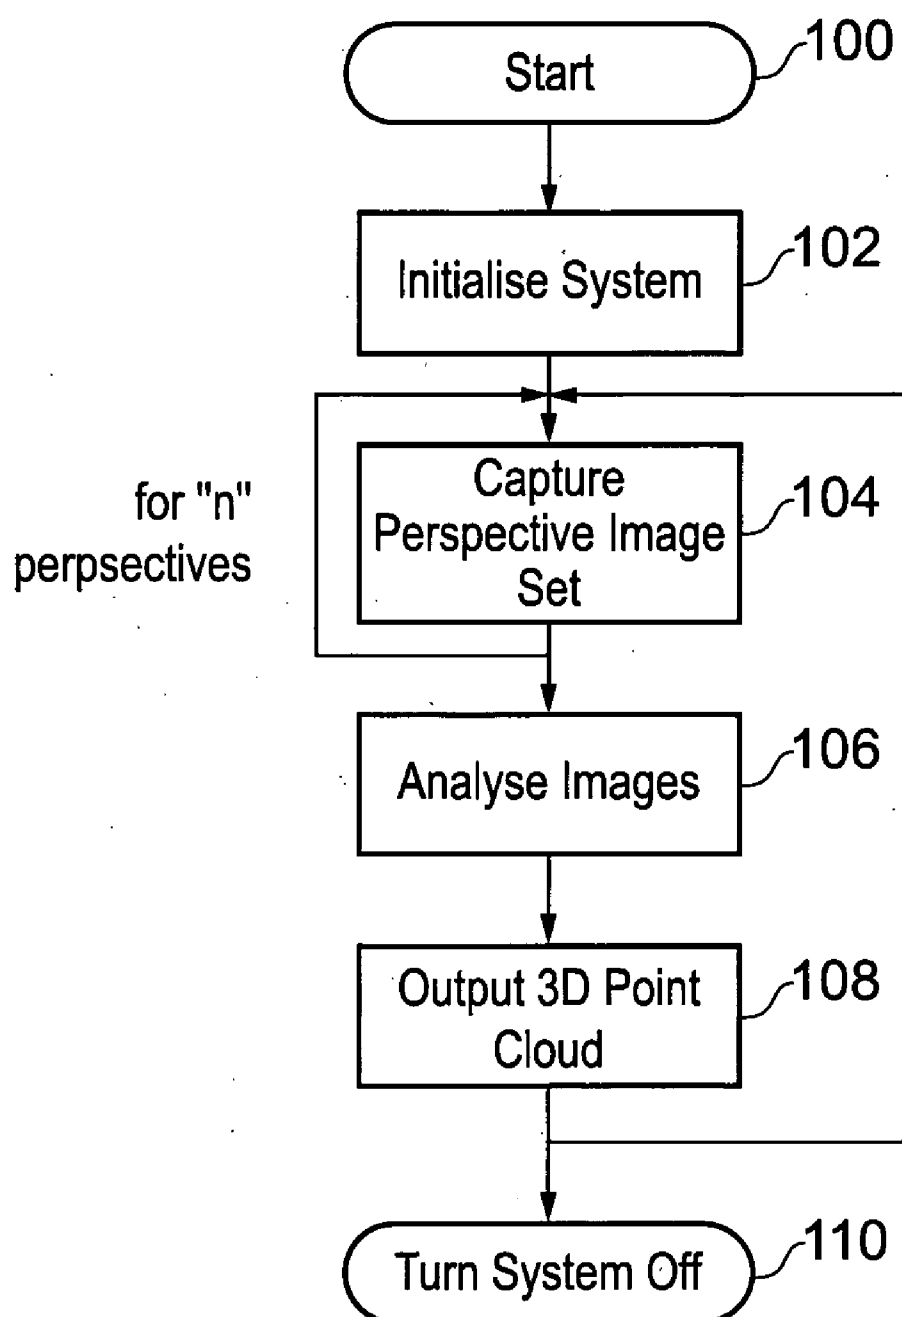 Start
100
Initialise System
102
for "n"
perpsectives
Capture
Perspective Image
Set
104
Analyse Images
106
Output 3D Point
Cloud
108
Turn System Off
110